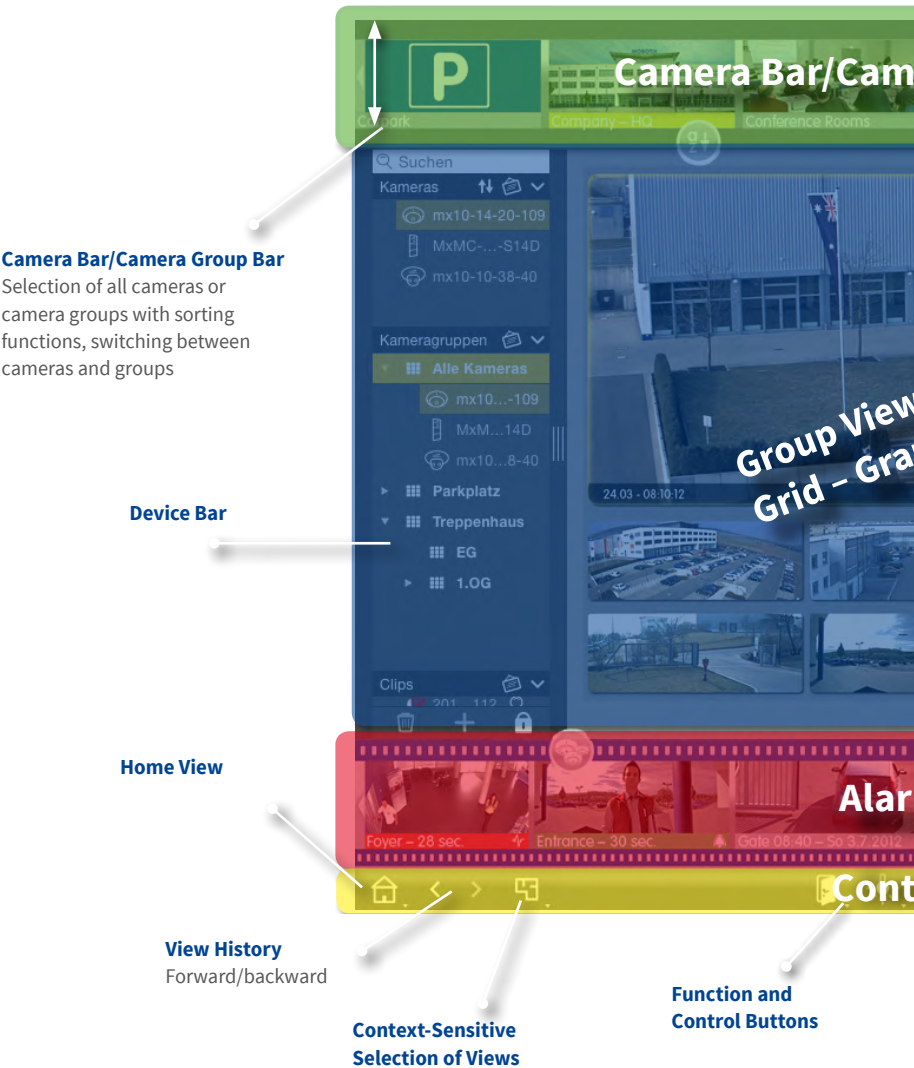 P
Camera Bar/Cam
Carpark
Company – HQ
Conference Rooms
Suchen
Kameras
mx10-14-20-109
MxMC-...-S14D
mx10-10-38-40
Kameragruppen
Alle Kameras
mx10...-109
MxM...14D
mx10...8-40
Parkplatz
Treppenhaus
EG
1.OG
Clips
24.03 - 08:10:12
Group View
Grid – Gra
Camera Bar/Camera Group Bar
Selection of all cameras or
camera groups with sorting
functions, switching between
cameras and groups
Device Bar
Home View
Alar
Foyer – 28 sec.
Entrance – 30 sec.
Gate 08:40 – So 3.7.2012
Cont
View History
Forward/backward
Context-Sensitive
Selection of Views
Function and
Control Buttons